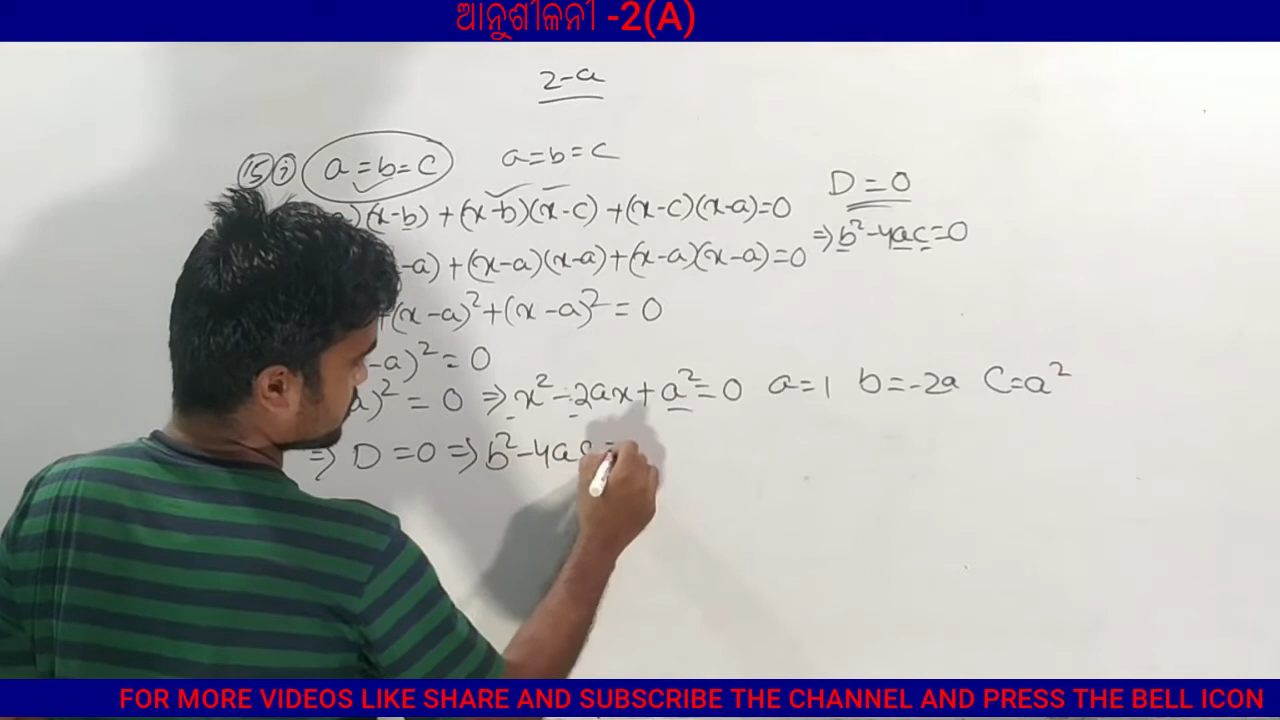 ଆନୁଶୀଳନୀ -2(A)
2-a
15 i a=b=c a=b=c
D=0
)(x-b) + (x-b)(x-c) + (x-c)(x-a)=0
⇒ b²-4ac=0
-a) + (x-a)(x-a) + (x-a)(x-a)=0
+(x-a)²+(x-a)² = 0
-a)² = 0
a)² = 0 ⇒ x²-2ax+a²=0 a=1 b=-2a C=a²
⇒ D=0 ⇒ b²-4ac=
FOR MORE VIDEOS LIKE SHARE AND SUBSCRIBE THE CHANNEL AND PRESS THE BELL ICON